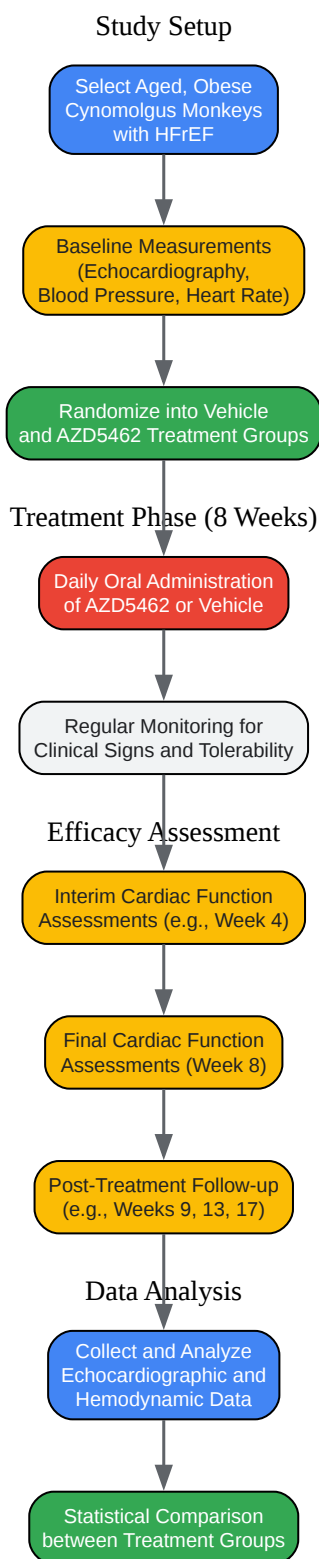 Study Setup
Select Aged, Obese
Cynomolgus Monkeys
with HFrEF
Baseline Measurements
(Echocardiography,
Blood Pressure, Heart Rate)
Randomize into Vehicle
and AZD5462 Treatment Groups
Treatment Phase (8 Weeks)
Daily Oral Administration
of AZD5462 or Vehicle
Regular Monitoring for
Clinical Signs and Tolerability
Efficacy Assessment
Interim Cardiac Function
Assessments (e.g., Week 4)
Final Cardiac Function
Assessments (Week 8)
Post-Treatment Follow-up
(e.g., Weeks 9, 13, 17)
Data Analysis
Collect and Analyze
Echocardiographic and
Hemodynamic Data
Statistical Comparison
between Treatment Groups